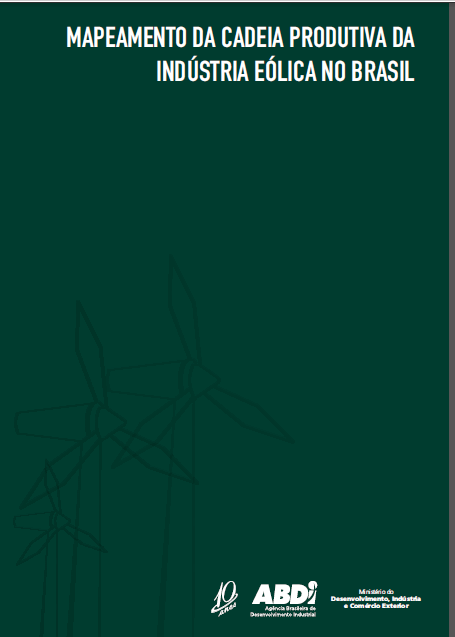 MAPEAMENTO DA CADEIA PRODUTIVA DA
INDÚSTRIA EÓLICA NO BRASIL
10
anos
ABDI
Agência Brasileira de
Desenvolvimento Industrial
Ministério do
Desenvolvimento, Indústria
e Comércio Exterior